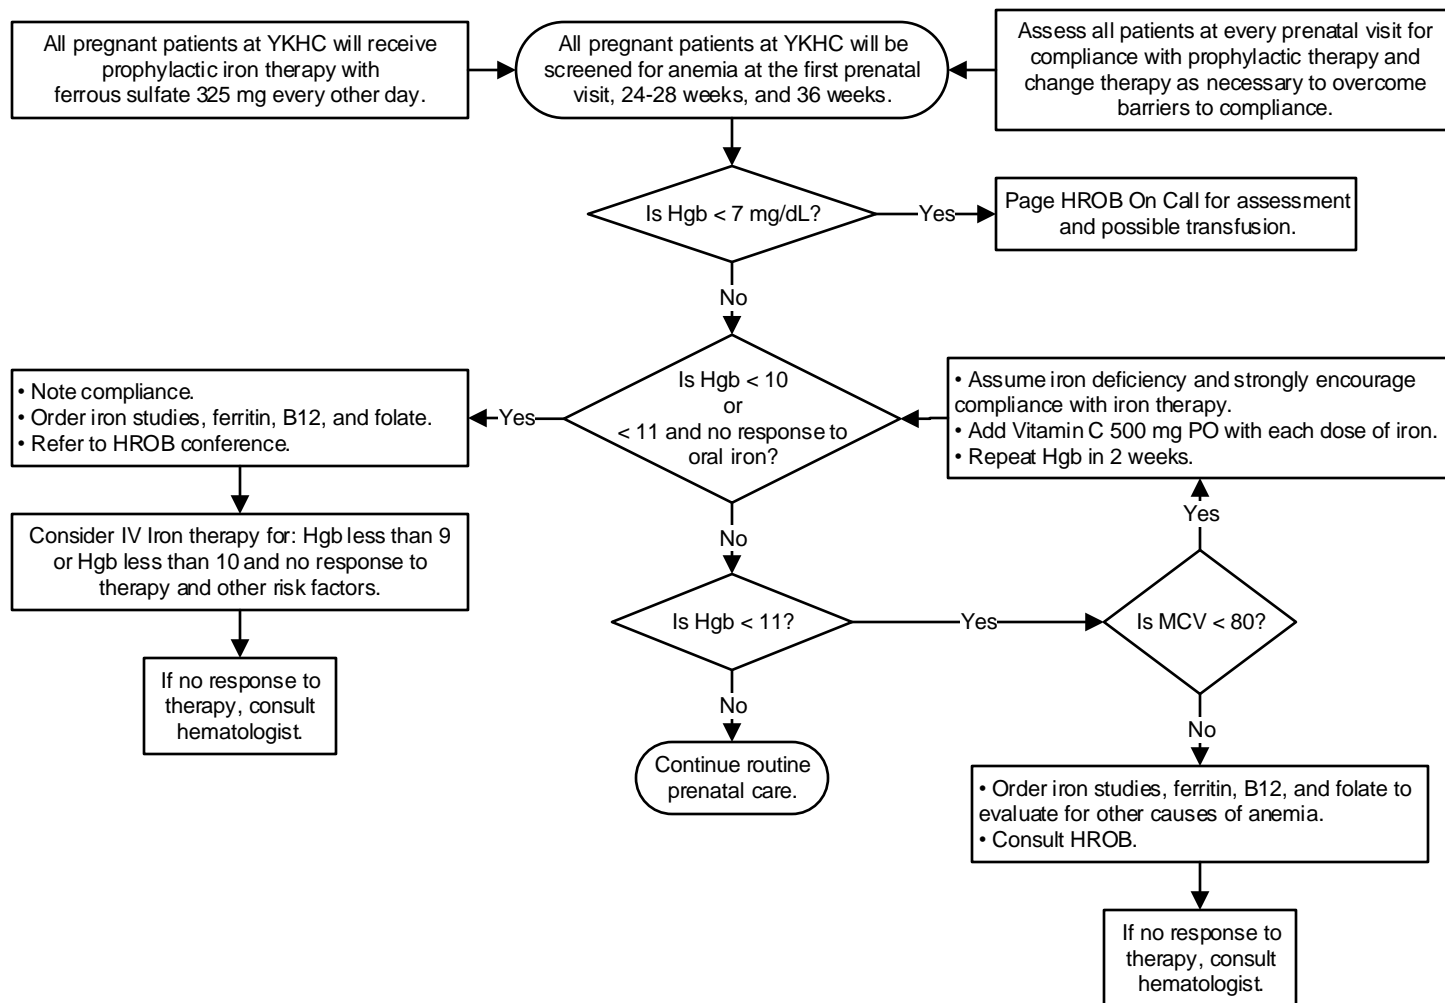 All pregnant patients at YKHC will receive
prophylactic iron therapy with
ferrous sulfate 325 mg every other day.
All pregnant patients at YKHC will be
screened for anemia at the first prenatal
visit, 24-28 weeks, and 36 weeks.
Assess all patients at every prenatal visit for
compliance with prophylactic therapy and
change therapy as necessary to overcome
barriers to compliance.
Is Hgb < 7 mg/dL?
Yes
Page HROB On Call for assessment
and possible transfusion.
No
Is Hgb < 10
or
< 11 and no response to
oral iron?
Yes
• Note compliance.
• Order iron studies, ferritin, B12, and folate.
• Refer to HROB conference.
Consider IV Iron therapy for: Hgb less than 9
or Hgb less than 10 and no response to
therapy and other risk factors.
If no response to
therapy, consult
hematologist.
• Assume iron deficiency and strongly encourage
compliance with iron therapy.
• Add Vitamin C 500 mg PO with each dose of iron.
• Repeat Hgb in 2 weeks.
Yes
No
Is Hgb < 11?
Yes
Is MCV < 80?
No
Continue routine
prenatal care.
No
• Order iron studies, ferritin, B12, and folate to
evaluate for other causes of anemia.
• Consult HROB.
If no response to
therapy, consult
hematologist.